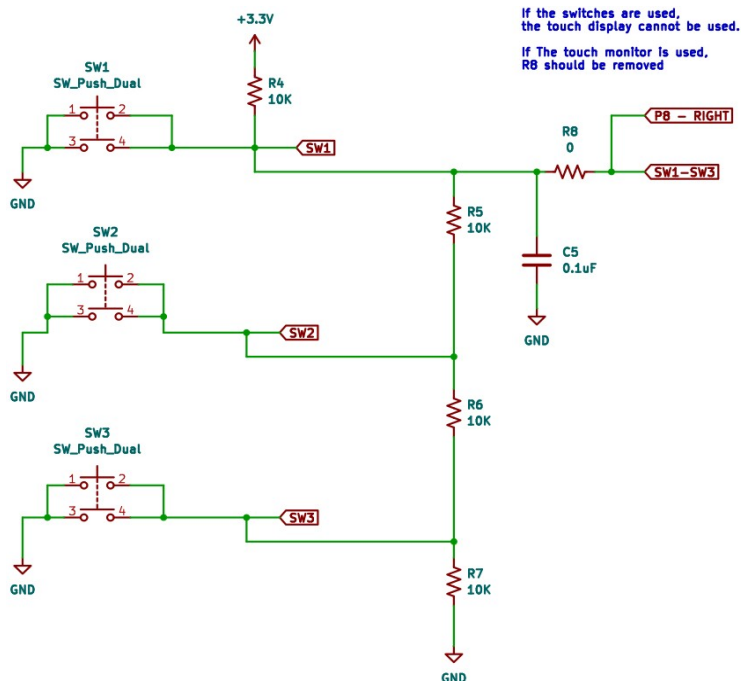 If the switches are used,
the touch display cannot be used.
If The touch monitor is used,
R8 should be removed
+3.3V
R4
10K
SW1
SW_Push_Dual
1 2
3 4
SW1
GND
R8
0
P8 - RIGHT
SW1-SW3
R5
10K
C5
0.1uF
GND
SW2
SW_Push_Dual
1 2
3 4
SW2
GND
R6
10K
SW3
SW_Push_Dual
1 2
3 4
SW3
GND
R7
10K
GND